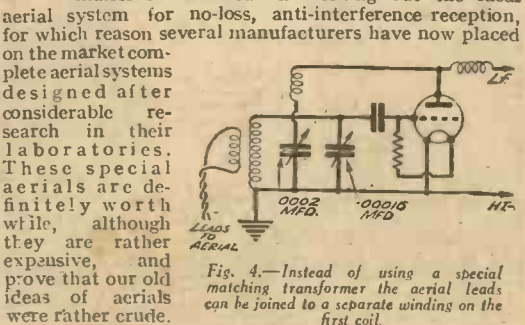 aerial system for no-loss, anti-interference reception,
for which reason several manufacturers have now placed
on the market com-
plete aerial systems
designed after
considerable re-
search in their
laboratories.
These special
aerials are de-
finitely worth
while, although
they are rather
expensive, and
prove that our old
ideas of aerials
were rather crude.
L.F.
.0002
MFD.
.00016
MFD
HT-
LEADS
TO
AERIAL
Fig. 4.—Instead of using a special
matching transformer the aerial leads
can be joined to a separate winding on the
first coil.